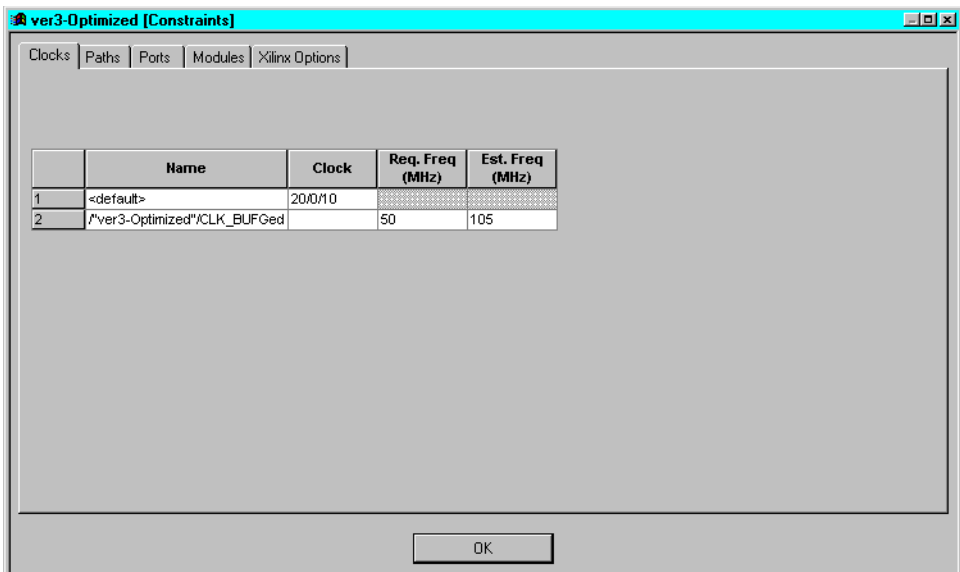 ver3-Optimized [Constraints]
Clocks Paths Ports Modules Xilinx Options
Name Clock Req. Freq (MHz) Est. Freq (MHz)
1 <default> 20/0/10
2 /"ver3-Optimized"/CLK_BUFGed 50 105
OK